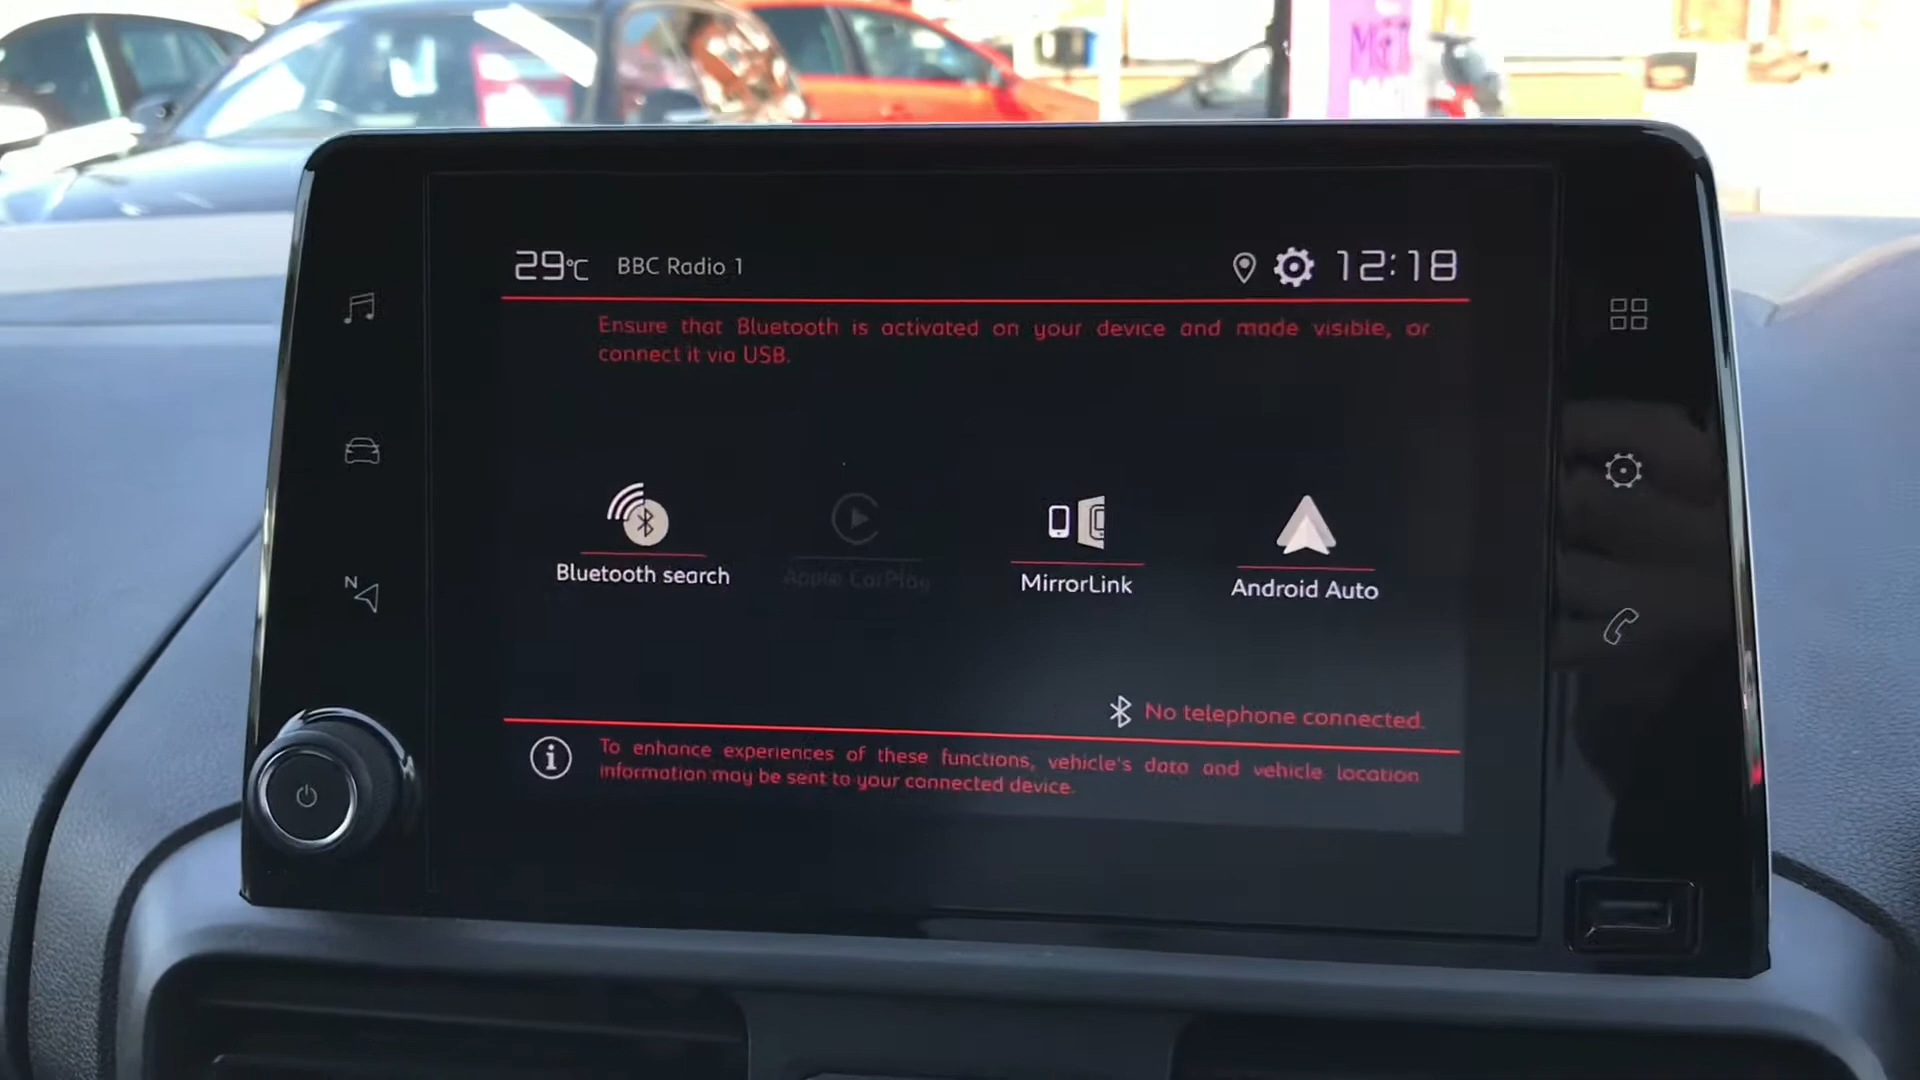 29°C BBC Radio 1 12:18
Ensure that Bluetooth is activated on your device and made visible, or
connect it via USB.
Bluetooth search Apple CarPlay MirrorLink Android Auto
No telephone connected.
To enhance experiences of these functions, vehicle's data and vehicle location
information may be sent to your connected device.
N